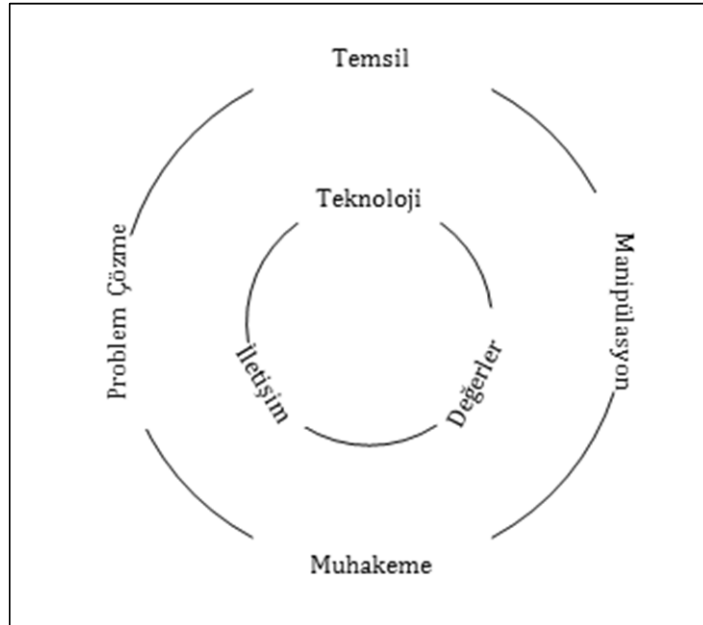 Temsil
Teknoloji
Problem Çözme
Manipülasyon
İletişim
Değerler
Muhakeme